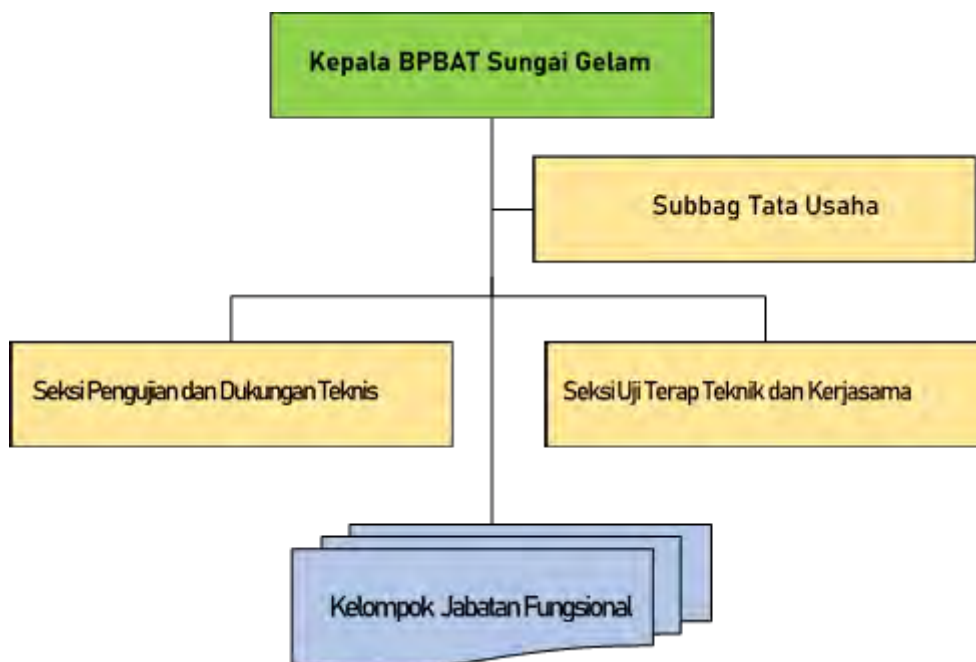 Kepala BPBAT Sungai Gelam
Subbag Tata Usaha
Seksi Pengujian dan Dukungan Teknis
Seksi Uji Terap Teknik dan Kerjasama
Kelompok Jabatan Fungsional